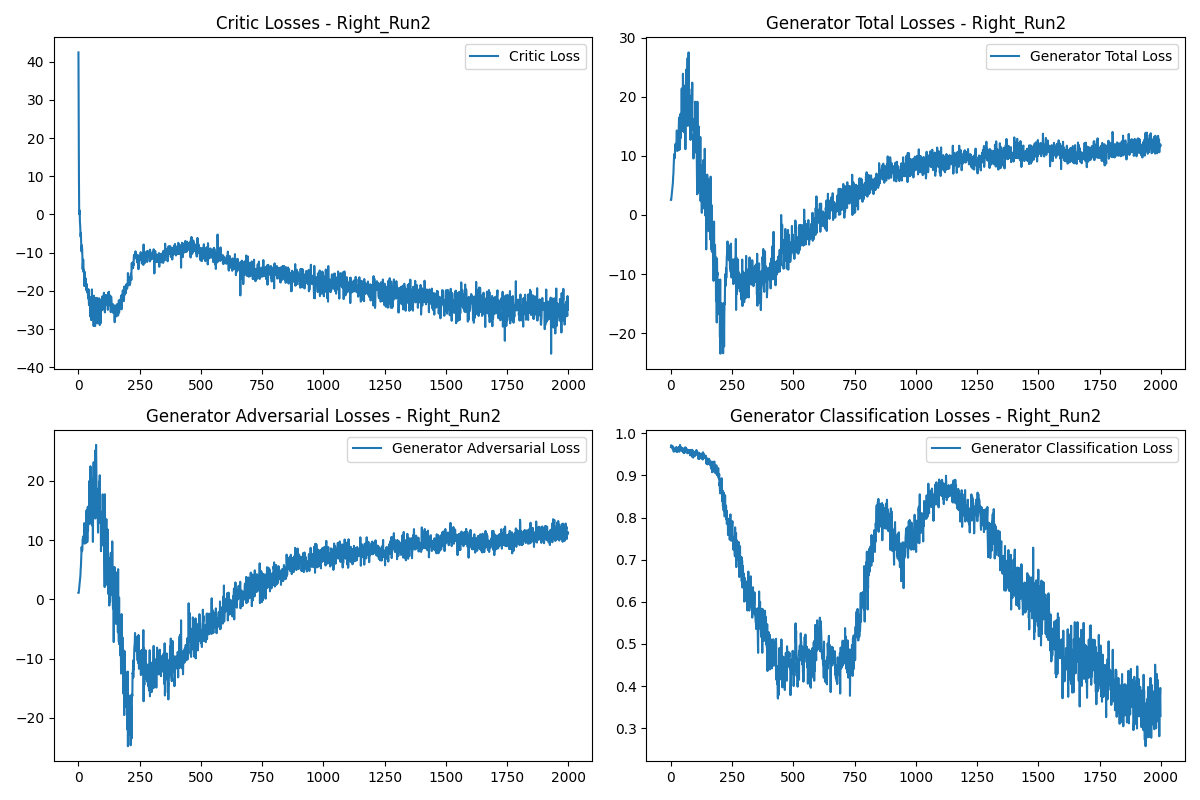 Critic Losses - Right_Run2
Critic Loss
40
30
20
10
0
−10
−20
−30
−40
0 250 500 750 1000 1250 1500 1750 2000
Generator Total Losses - Right_Run2
Generator Total Loss
30
20
10
0
−10
−20
0 250 500 750 1000 1250 1500 1750 2000
Generator Adversarial Losses - Right_Run2
Generator Adversarial Loss
20
10
0
−10
−20
0 250 500 750 1000 1250 1500 1750 2000
Generator Classification Losses - Right_Run2
Generator Classification Loss
1.0
0.9
0.8
0.7
0.6
0.5
0.4
0.3
0 250 500 750 1000 1250 1500 1750 2000